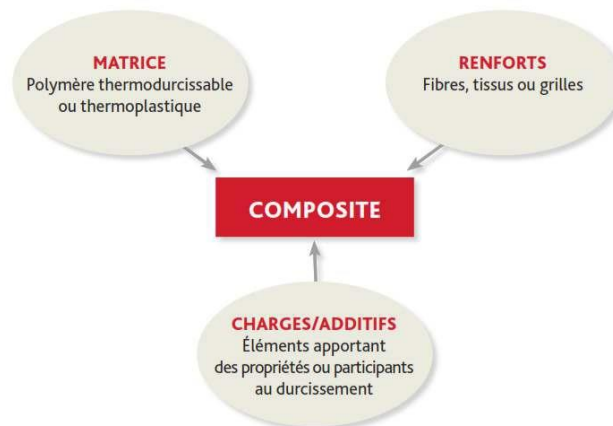 MATRICE
Polymère thermodurcissable
ou thermoplastique
RENFORTS
Fibres, tissus ou grilles
COMPOSITE
CHARGES/ADDITIFS
Éléments apportant
des propriétés ou participants
au durcissement